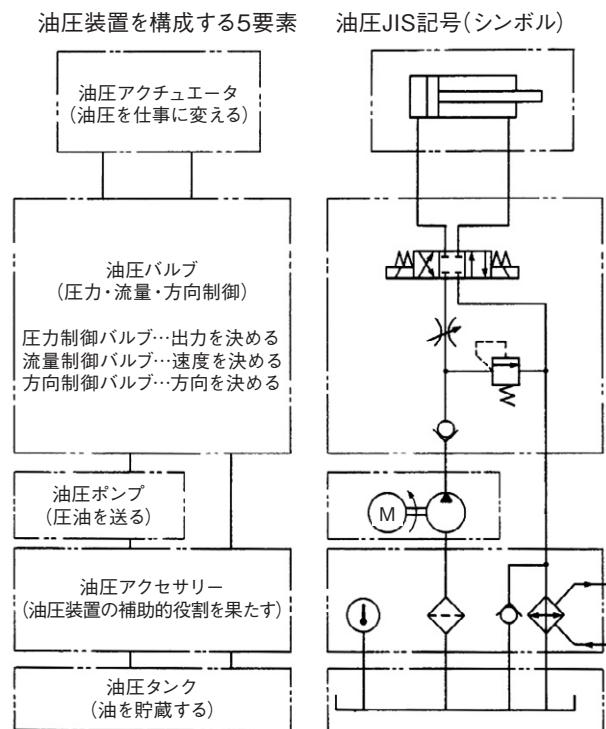 油圧装置を構成する5要素
油圧JIS記号(シンボル)
油圧アクチュエータ
(油圧を仕事に変える)
油圧バルブ
(圧力・流量・方向制御)
圧力制御バルブ…出力を決める
流量制御バルブ…速度を決める
方向制御バルブ…方向を決める
油圧ポンプ
(圧油を送る)
M
油圧アクセサリー
(油圧装置の補助的役割を果たす)
油圧タンク
(油を貯蔵する)